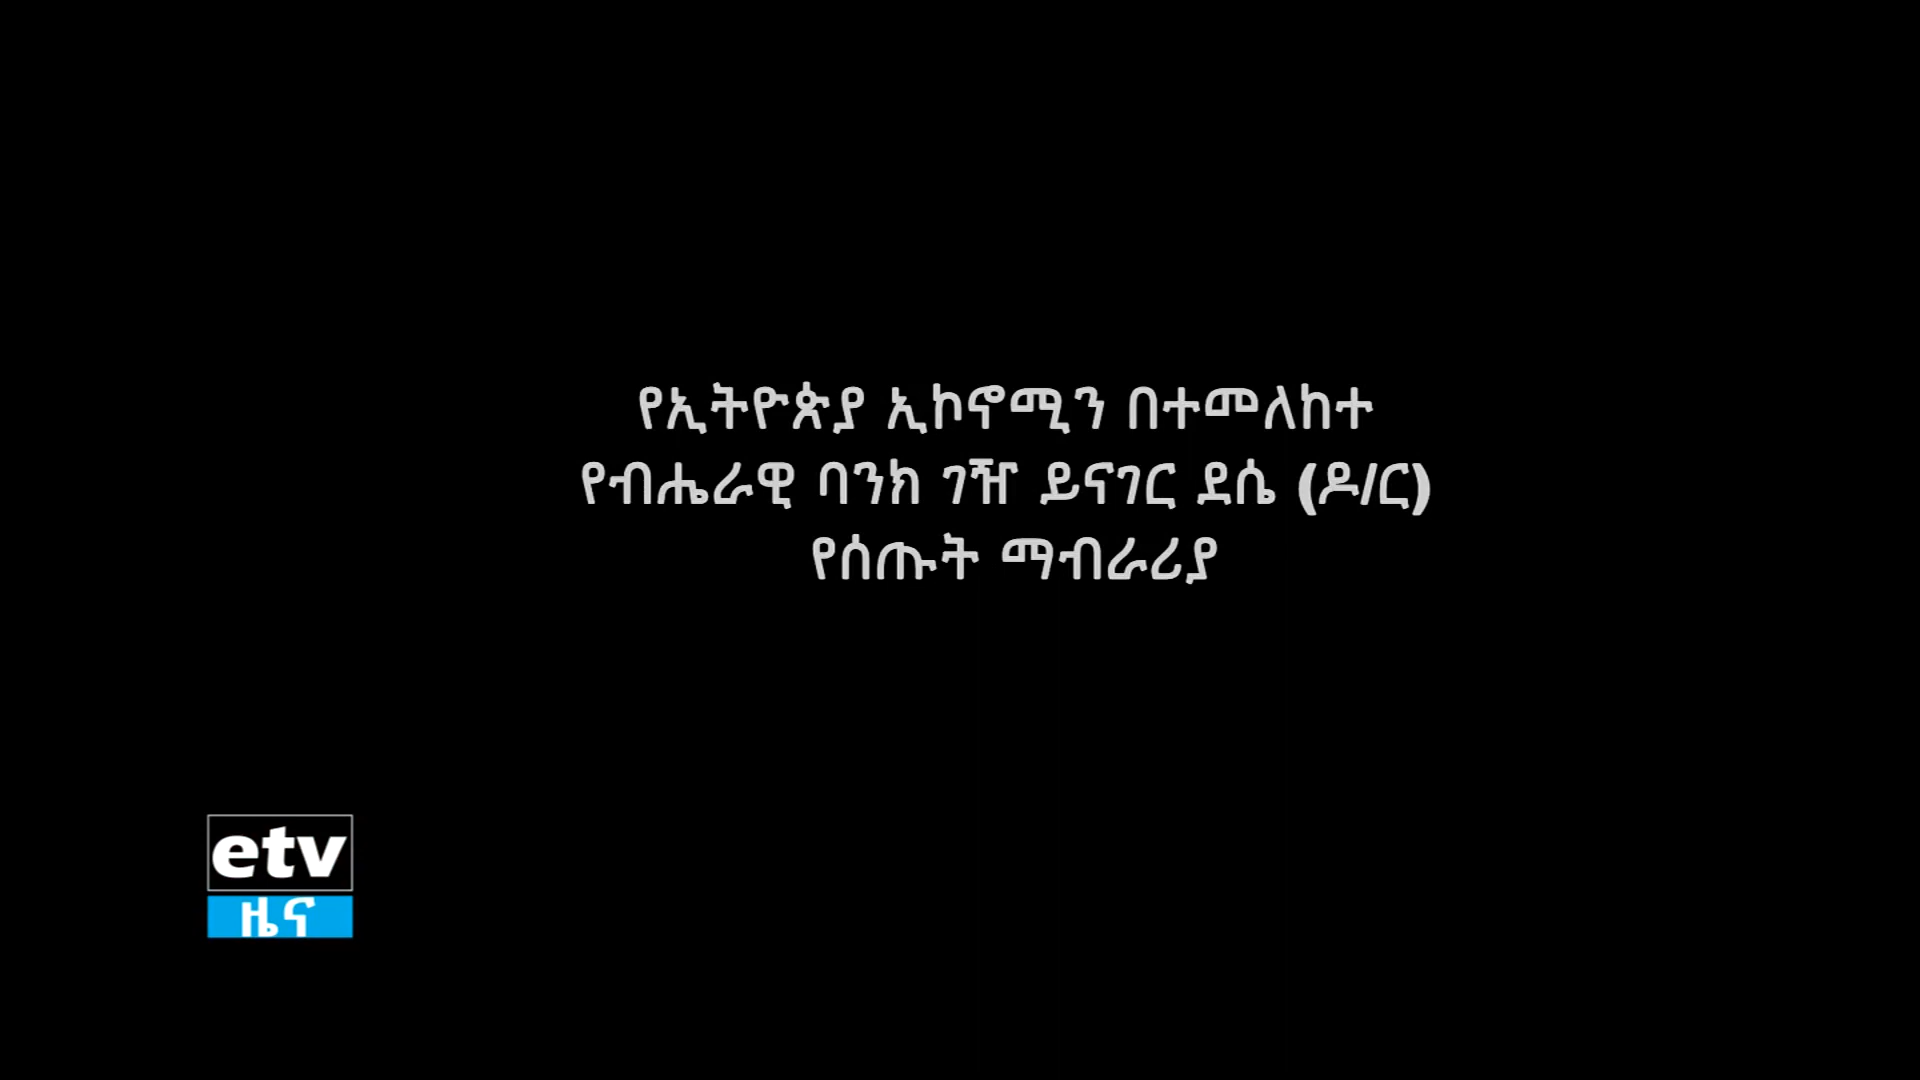 የኢትዮጵያ ኢኮኖሚን በተመለከተ
የብሔራዊ ባንክ ገዥ ይናገር ደሴ (ዶ/ር)
የሰጡት ማብራሪያ
etv
ዜና